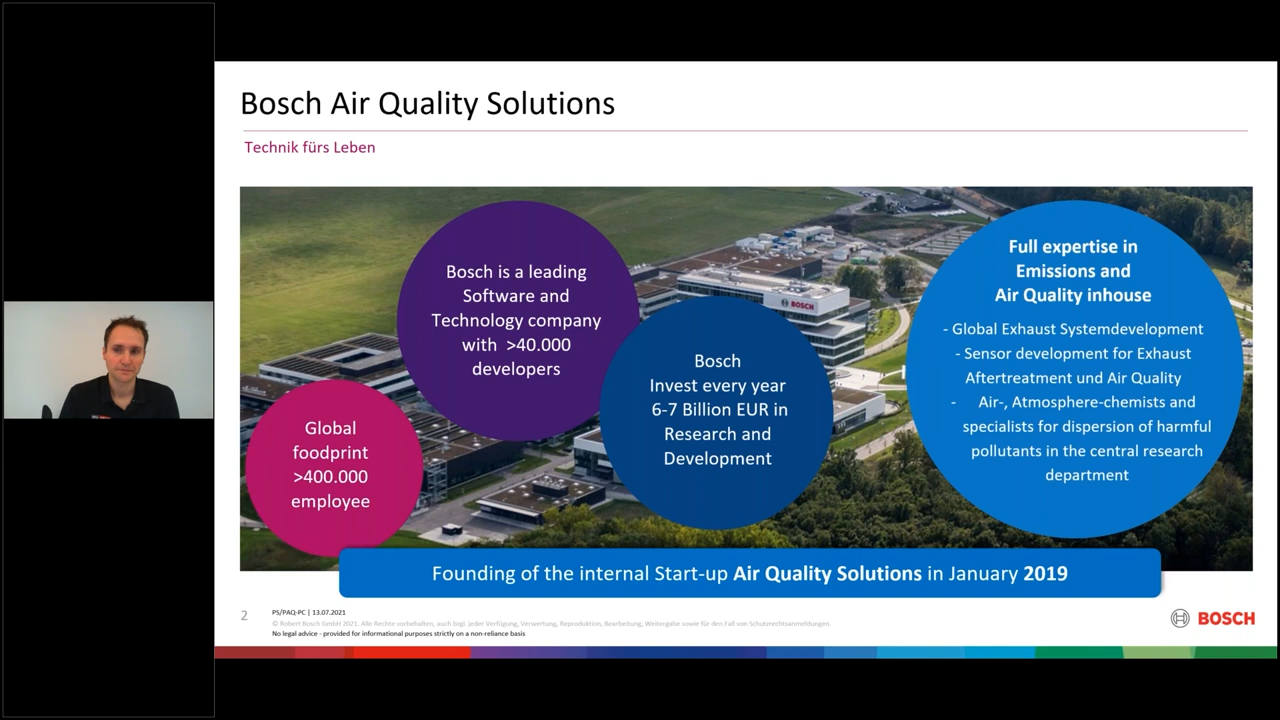 Bosch Air Quality Solutions
Technik fürs Leben
Global
foodprint
>400.000
employee
Bosch is a leading
Software and
Technology company
with >40.000
developers
BOSCH
Bosch
Invest every year
6-7 Billion EUR in
Research and
Development
Full expertise in
Emissions and
Air Quality inhouse
- Global Exhaust Systemdevelopment
- Sensor development for Exhaust
Aftertreatment und Air Quality
- Air-, Atmosphere-chemists and
specialists for dispersion of harmful
pollutants in the central research
department
Founding of the internal Start-up Air Quality Solutions in January 2019
2
PS/PAQ-PC | 13.07.2021
© Robert Bosch GmbH 2021. Alle Rechte vorbehalten, auch bzgl. jeder Verfügung, Verwertung, Reproduktion, Bearbeitung, Weitergabe sowie für den Fall von Schutzrechtsanmeldungen.
No legal advice - provided for informational purposes strictly on a non-reliance basis
BOSCH